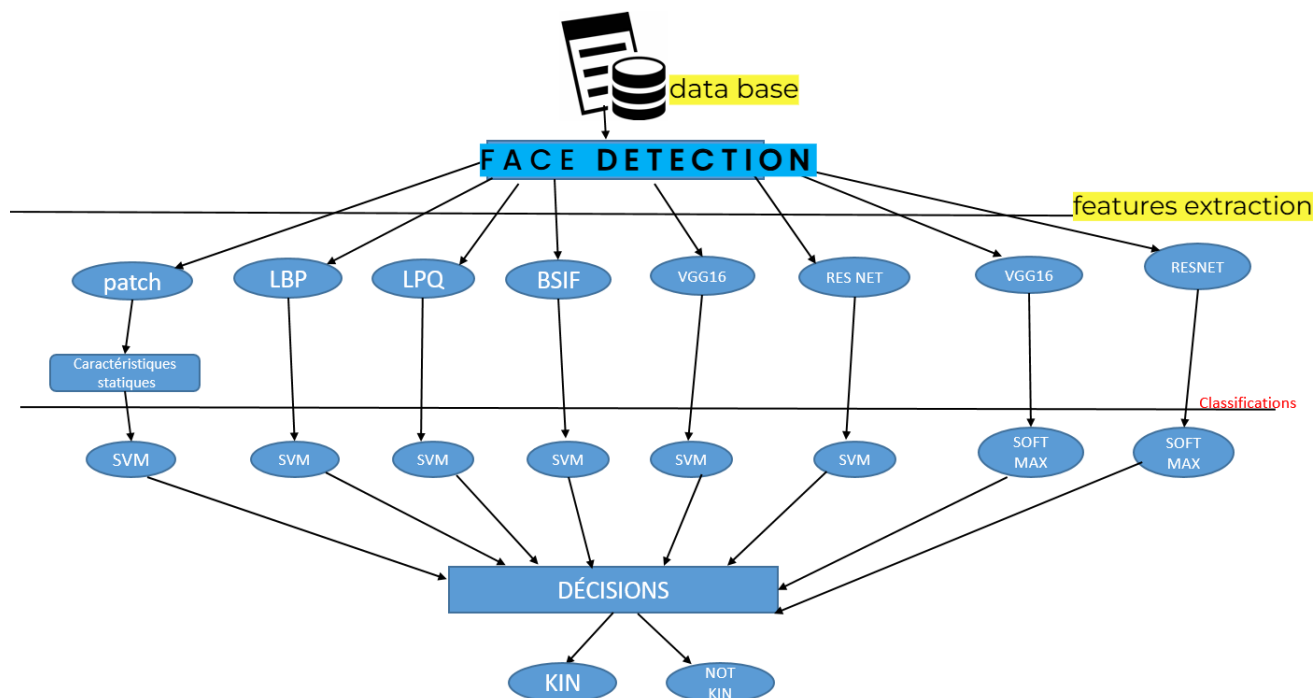 data base
FACE DETECTION
features extraction
patch
LBP
LPQ
BSIF
VGG16
RES NET
VGG16
RESNET
Caractéristiques
statiques
Classifications
SVM
SVM
SVM
SVM
SVM
SVM
SOFT
MAX
SOFT
MAX
DÉCISIONS
KIN
NOT
KIN